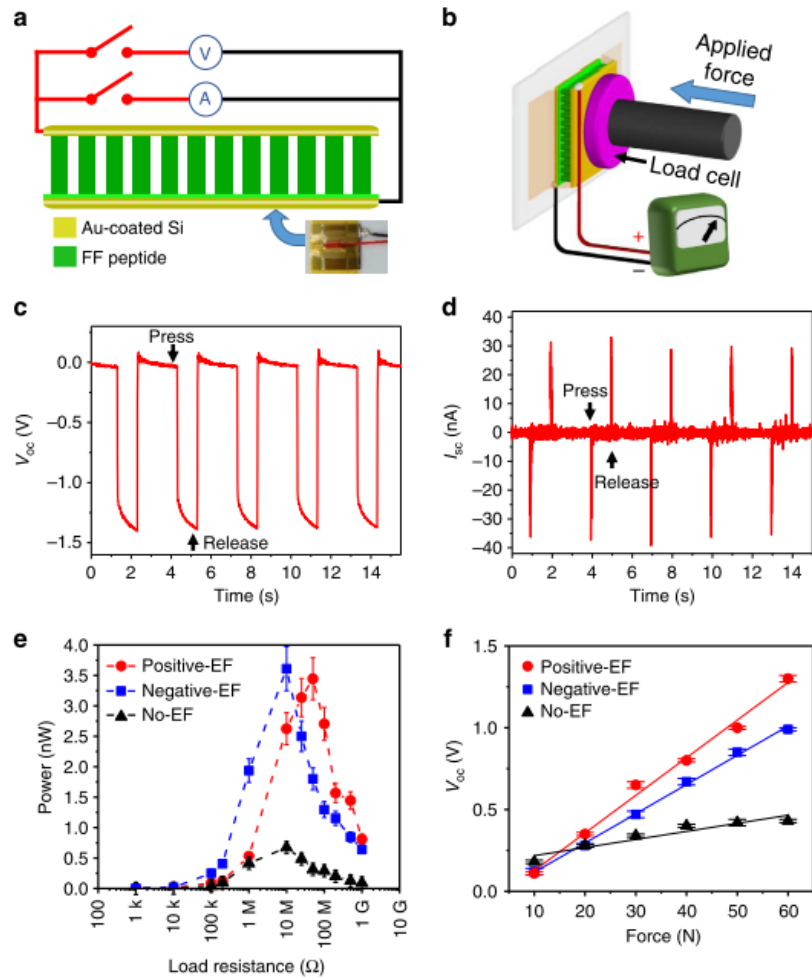 a
V
A
Au-coated Si
FF peptide
b
Applied
force
Load cell
+
−
c
Press
Release
0.0
−0.5
−1.0
−1.5
Voc (V)
0 2 4 6 8 10 12 14
Time (s)
d
40
30
20
10
0
−10
−20
−30
−40
Isc (nA)
Press
Release
0 2 4 6 8 10 12 14
Time (s)
e
4.0
3.5
3.0
2.5
2.0
1.5
1.0
0.5
0.0
Power (nW)
Positive-EF
Negative-EF
No-EF
100 1 k 10 k 100 k 1 M 10 M 100 M 1 G 10 G
Load resistance (Ω)
f
1.5
1.0
0.5
0.0
Voc (V)
Positive-EF
Negative-EF
No-EF
10 20 30 40 50 60
Force (N)